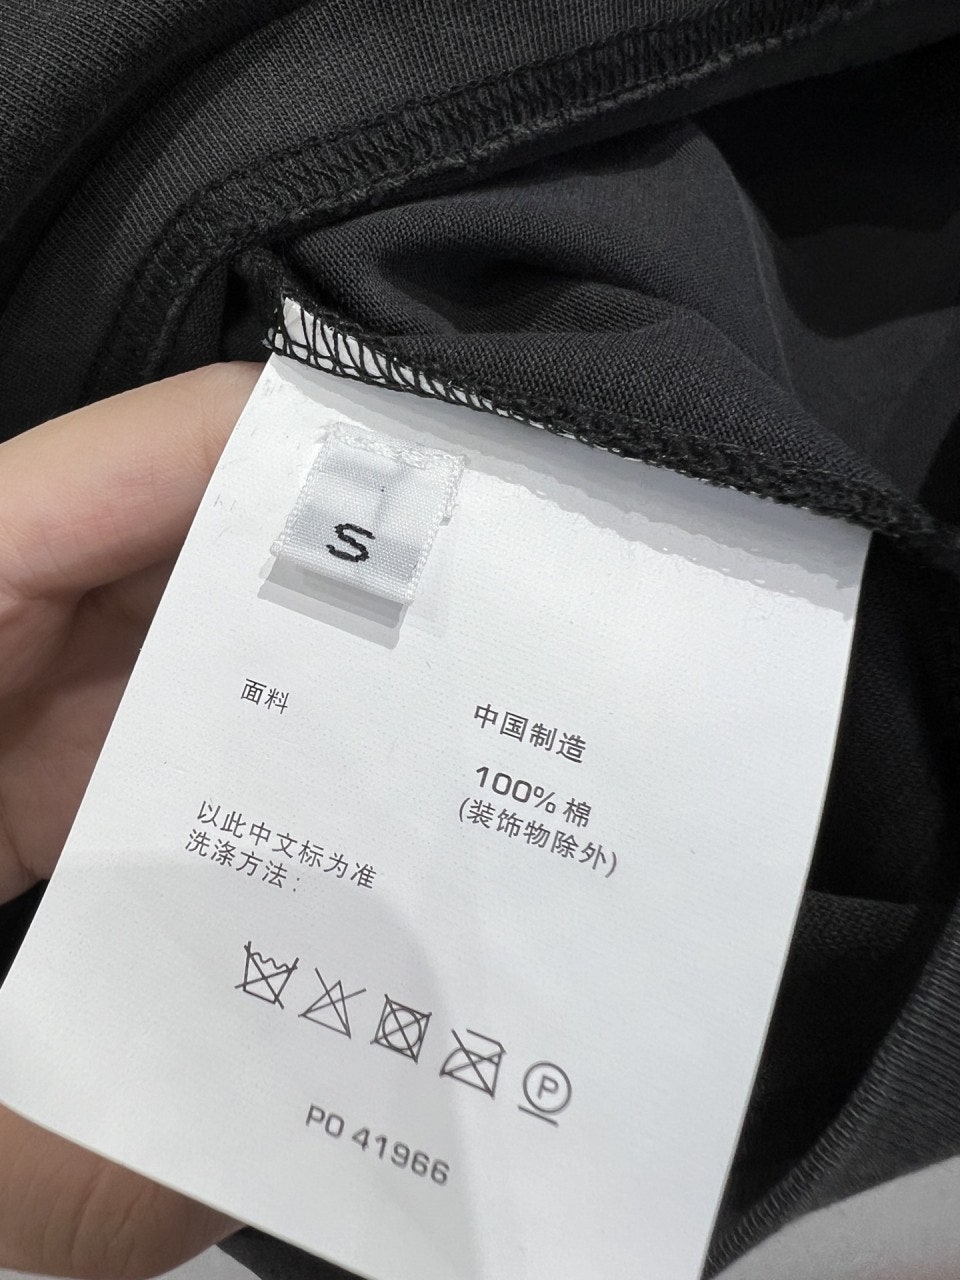 S
面料
中国制造
100% 棉
(装饰物除外)
以此中文标为准
洗涤方法：
P
PO 41966